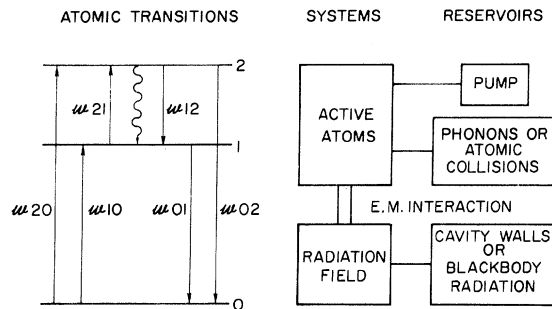 ATOMIC TRANSITIONS
SYSTEMS
RESERVOIRS
2
w21
w12
1
w20
w10
w01
w02
0
ACTIVE
ATOMS
PUMP
PHONONS OR
ATOMIC
COLLISIONS
E.M. INTERACTION
RADIATION
FIELD
CAVITY WALLS
OR
BLACKBODY
RADIATION